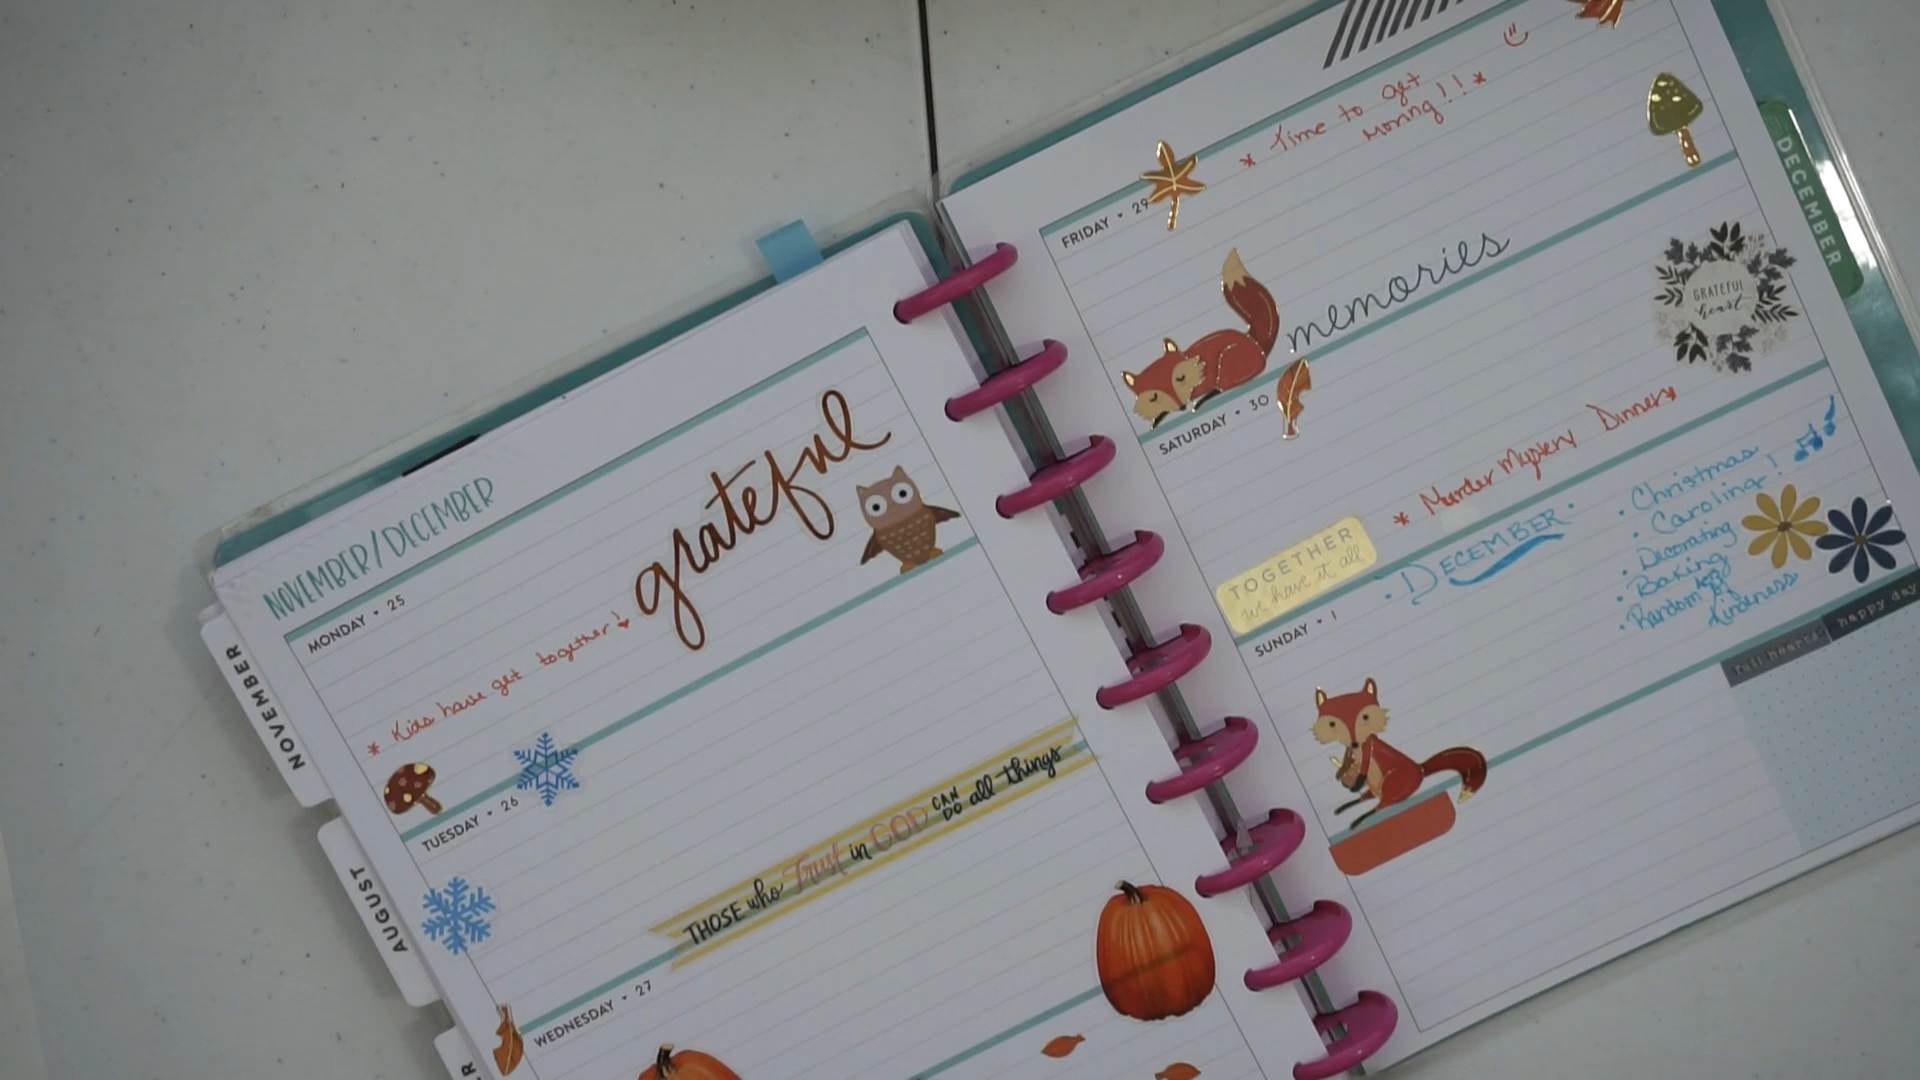 NOVEMBER/DECEMBER
MONDAY • 25
grateful
* Kids have get together
TUESDAY • 26
THOSE who Trust in GOD CAN DO all things
WEDNESDAY • 27
NOVEMBER
AUGUST
R
* Time to get
moving!! *
FRIDAY • 29
memories
GRATEFUL
heart
SATURDAY • 30
* Murder Mystery Dinner *
TOGETHER
we have it all
• DECEMBER •
• Christmas
Caroling!
• Decorating
• Baking
• Random
of
Kindness
SUNDAY • 1
full hearts
happy day
DECEMBER